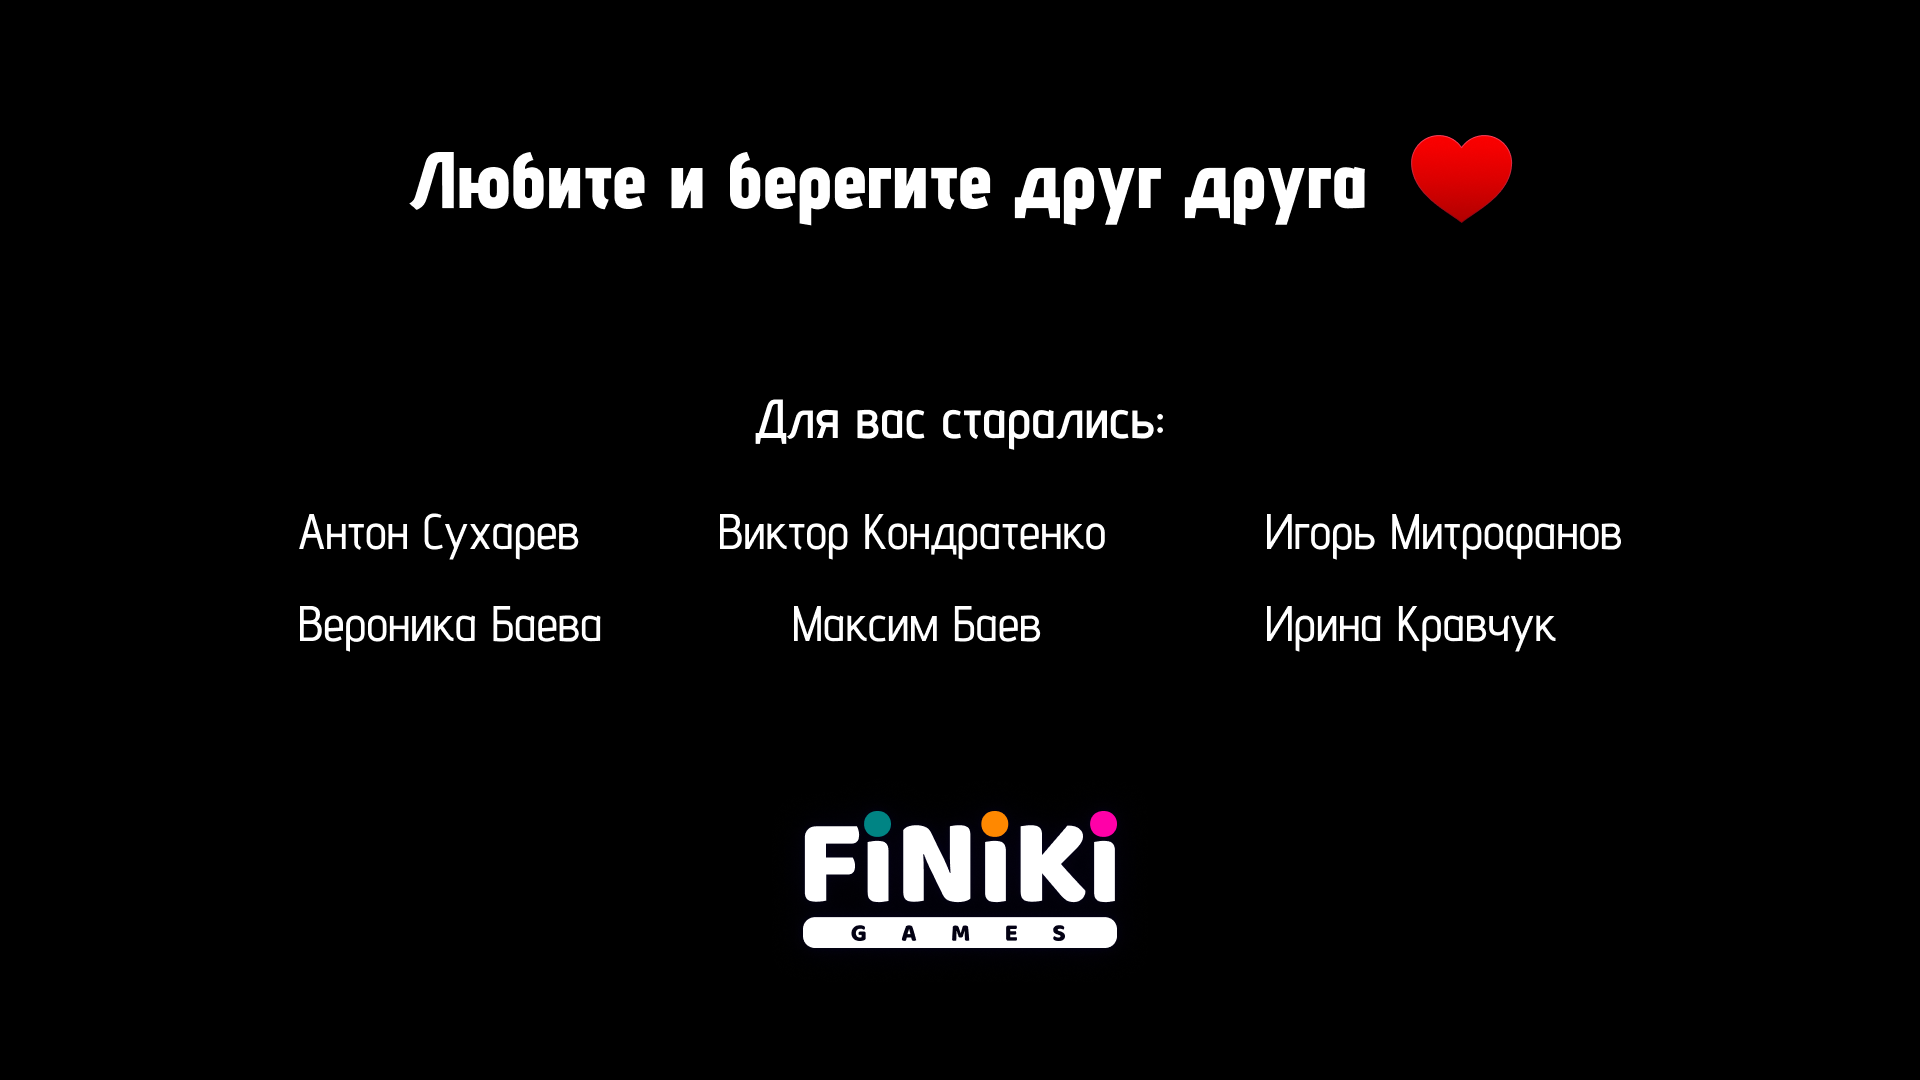 Любите и берегите друг друга
Для вас старались:
Антон Сухарев Виктор Кондратенко Игорь Митрофанов
Вероника Баева Максим Баев Ирина Кравчук
FiNiKi
GAMES